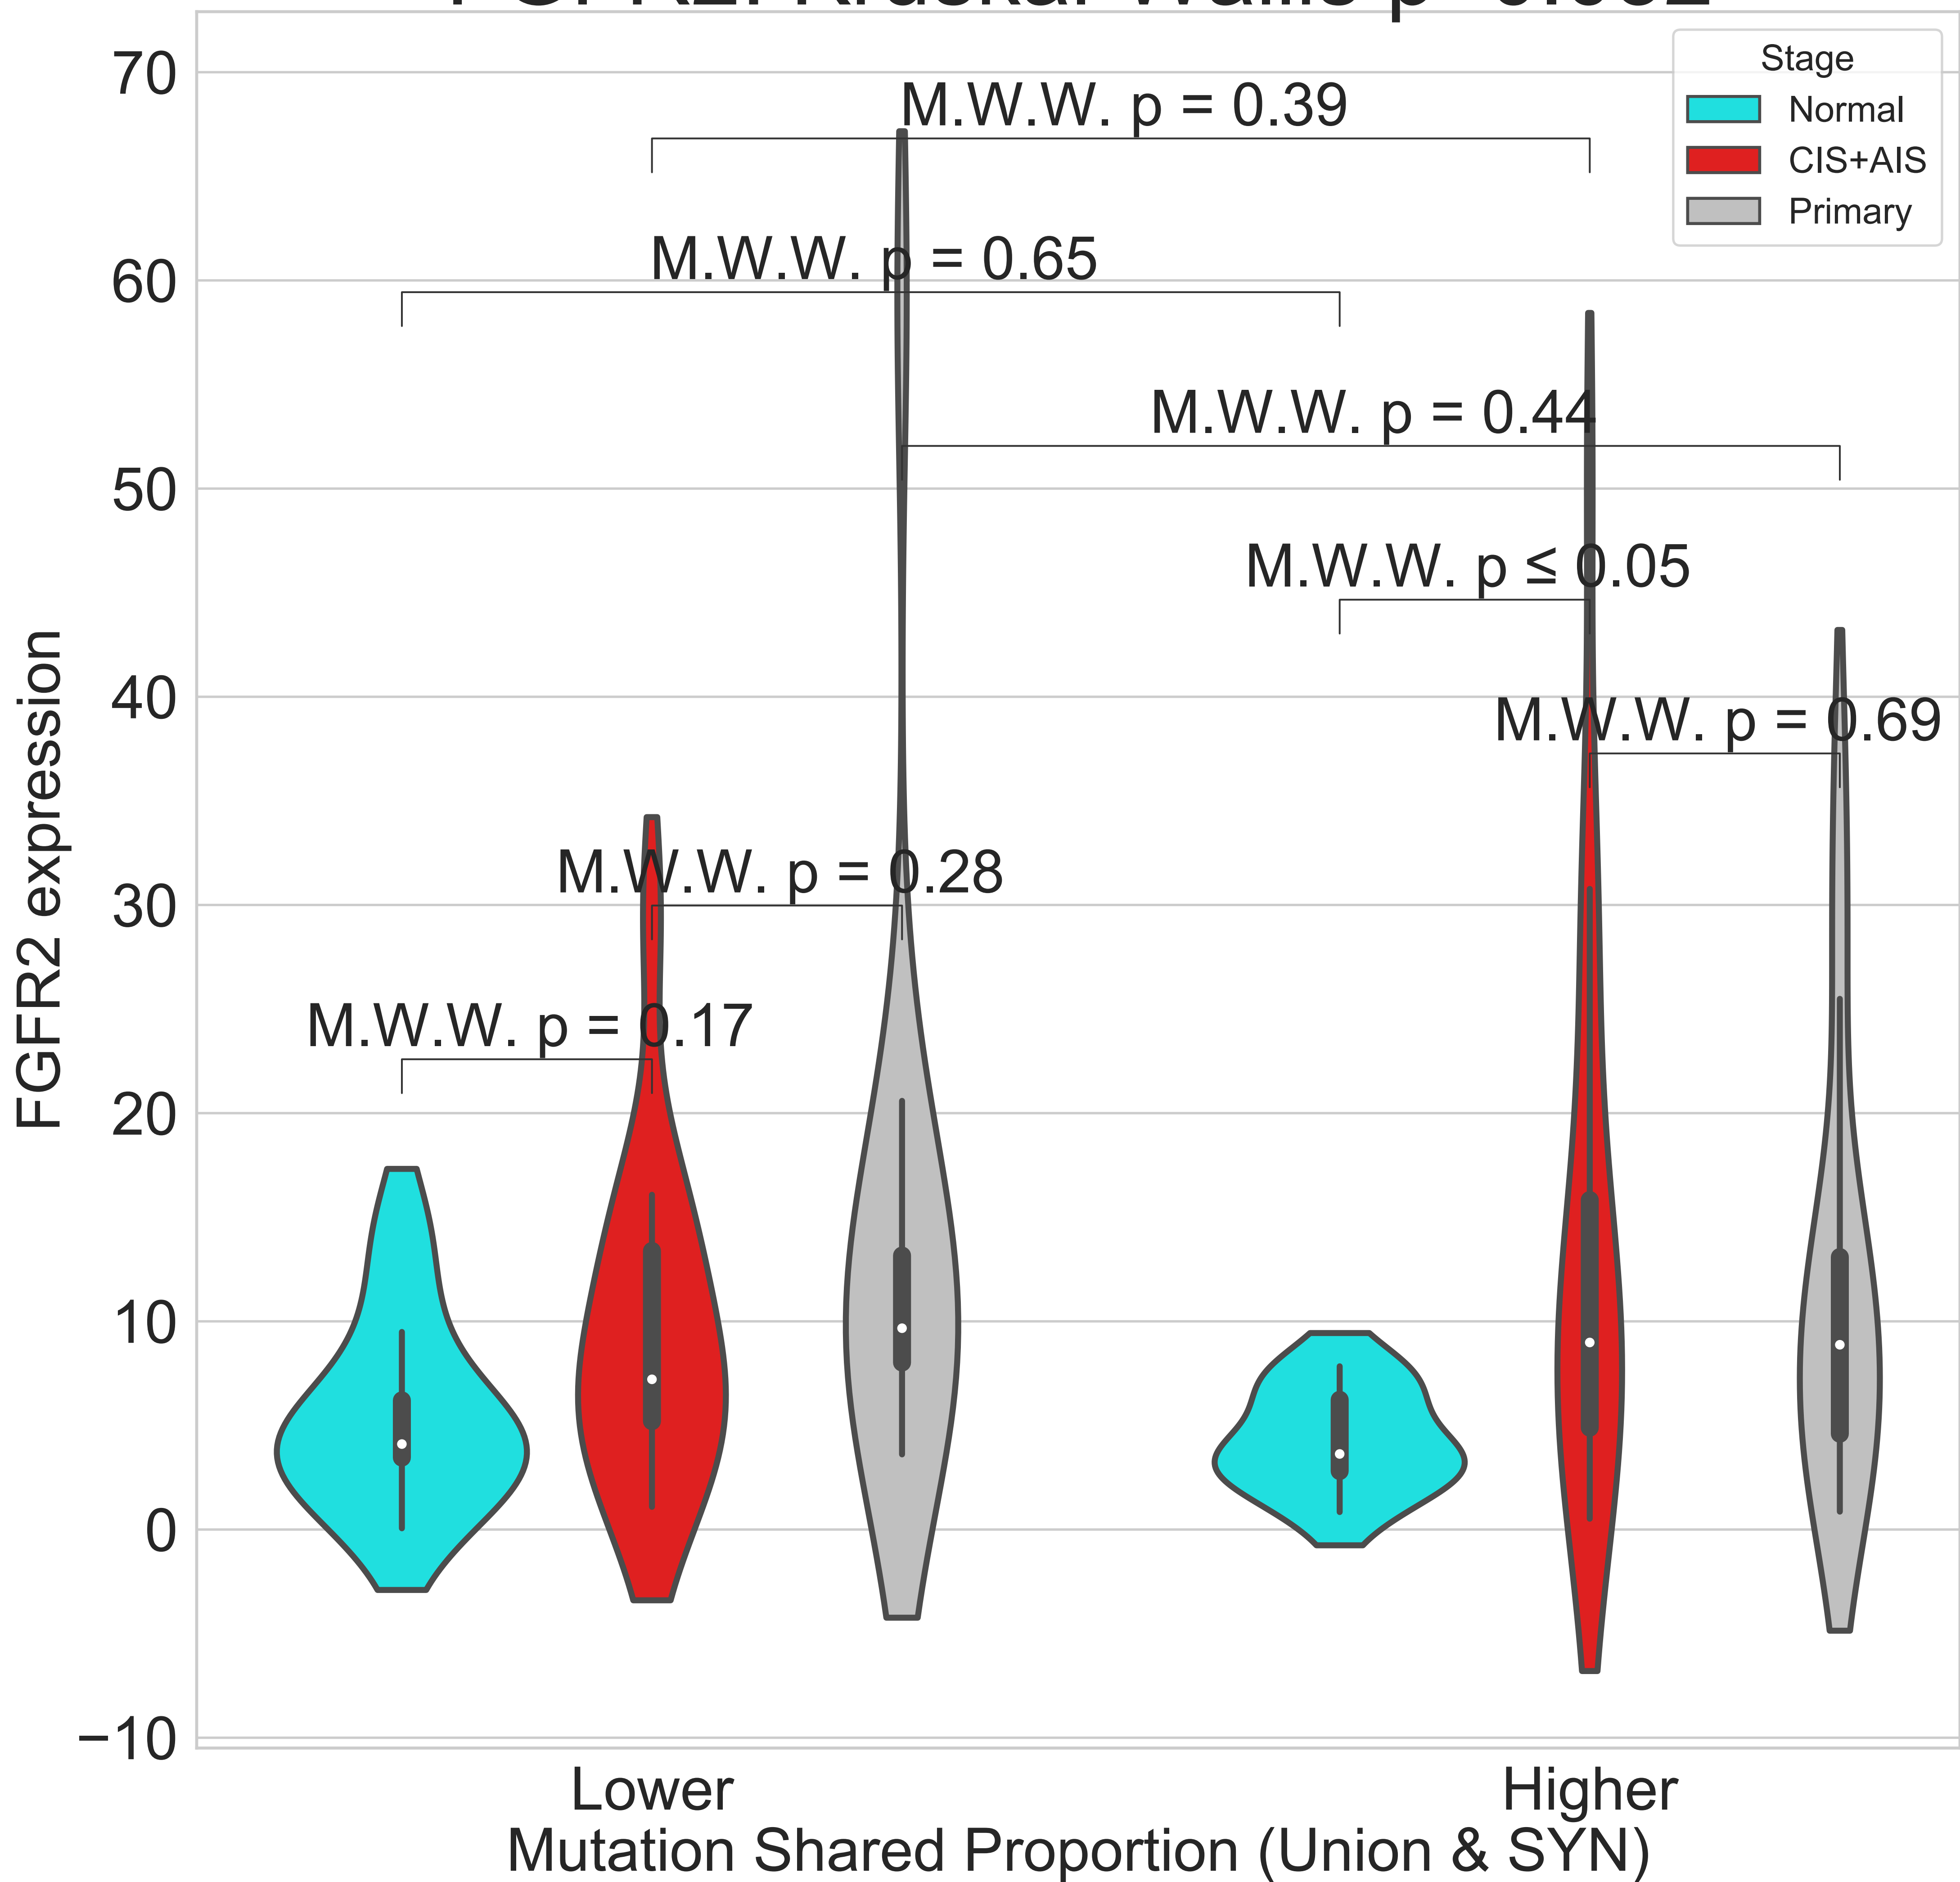 70
60
50
40
30
20
10
0
−10
FGFR2 expression
M.W.W. p = 0.39
M.W.W. p = 0.65
M.W.W. p = 0.44
M.W.W. p ≤ 0.05
M.W.W. p = 0.69
M.W.W. p = 0.28
M.W.W. p = 0.17
Stage
Normal
CIS+AIS
Primary
Lower
Higher
Mutation Shared Proportion (Union & SYN)